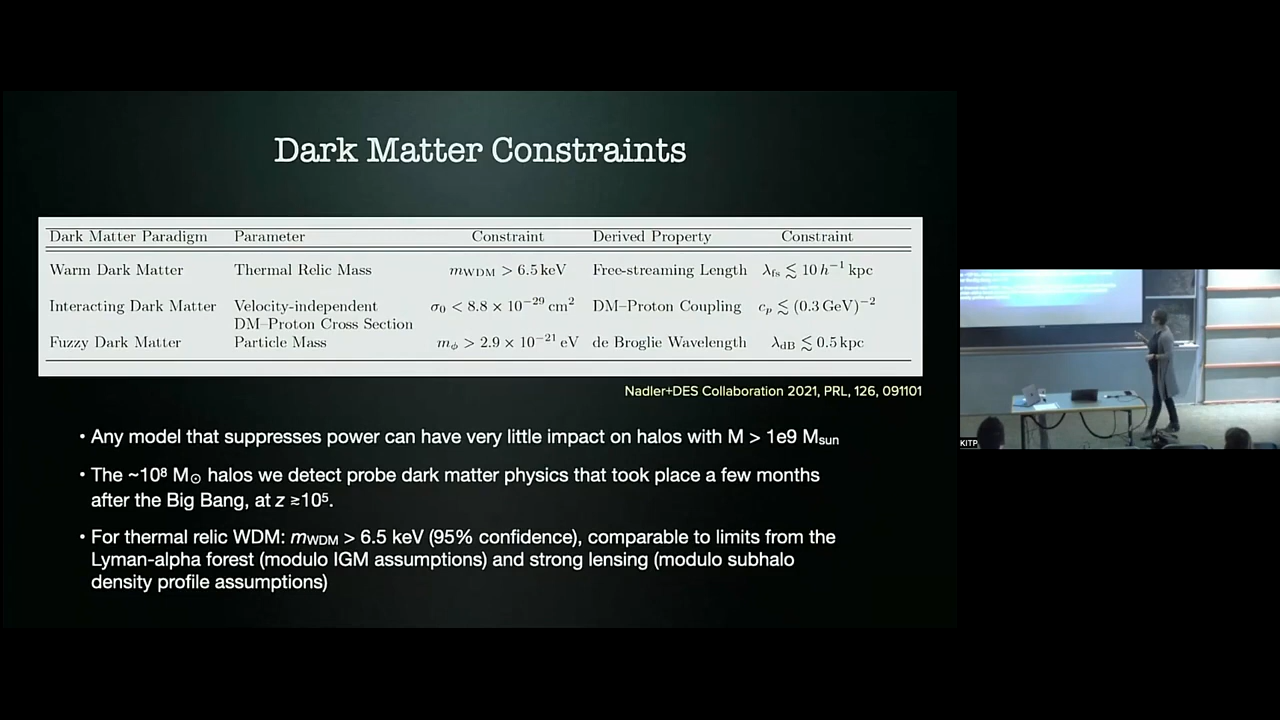 Dark Matter Constraints
Dark Matter Paradigm Parameter Constraint Derived Property Constraint
Warm Dark Matter Thermal Relic Mass m_WDM > 6.5 keV Free-streaming Length λ_fs ≲ 10 h⁻¹ kpc
Interacting Dark Matter Velocity-independent σ₀ < 8.8 × 10⁻²⁹ cm² DM–Proton Coupling c_p ≲ (0.3 GeV)⁻²
DM–Proton Cross Section
Fuzzy Dark Matter Particle Mass m_ϕ > 2.9 × 10⁻²¹ eV de Broglie Wavelength λ_dB ≲ 0.5 kpc
Nadler+DES Collaboration 2021, PRL, 126, 091101
• Any model that suppresses power can have very little impact on halos with M > 1e9 M_sun
• The ~10⁸ M_⊙ halos we detect probe dark matter physics that took place a few months
after the Big Bang, at z ≳10⁵.
• For thermal relic WDM: m_WDM > 6.5 keV (95% confidence), comparable to limits from the
Lyman-alpha forest (modulo IGM assumptions) and strong lensing (modulo subhalo
density profile assumptions)
KITP